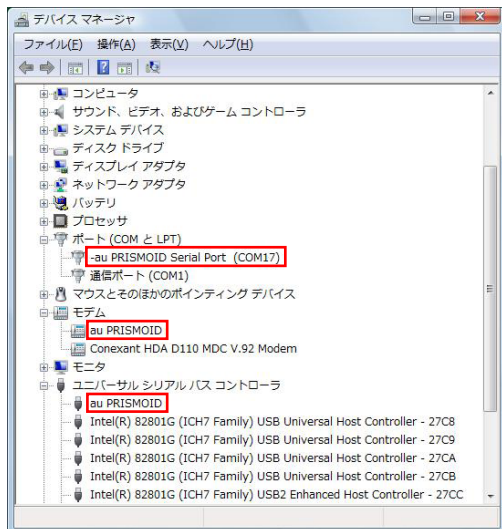 デバイス マネージャ
ファイル(F) 操作(A) 表示(V) ヘルプ(H)
コンピュータ
サウンド、ビデオ、およびゲーム コントローラ
システム デバイス
ディスク ドライブ
ディスプレイ アダプタ
ネットワーク アダプタ
バッテリ
プロセッサ
ポート (COM と LPT)
-au PRISMOID Serial Port (COM17)
通信ポート (COM1)
マウスとそのほかのポインティング デバイス
モデム
au PRISMOID
Conexant HDA D110 MDC V.92 Modem
モニタ
ユニバーサル シリアル バス コントローラ
au PRISMOID
Intel(R) 82801G (ICH7 Family) USB Universal Host Controller - 27C8
Intel(R) 82801G (ICH7 Family) USB Universal Host Controller - 27C9
Intel(R) 82801G (ICH7 Family) USB Universal Host Controller - 27CA
Intel(R) 82801G (ICH7 Family) USB Universal Host Controller - 27CB
Intel(R) 82801G (ICH7 Family) USB2 Enhanced Host Controller - 27CC